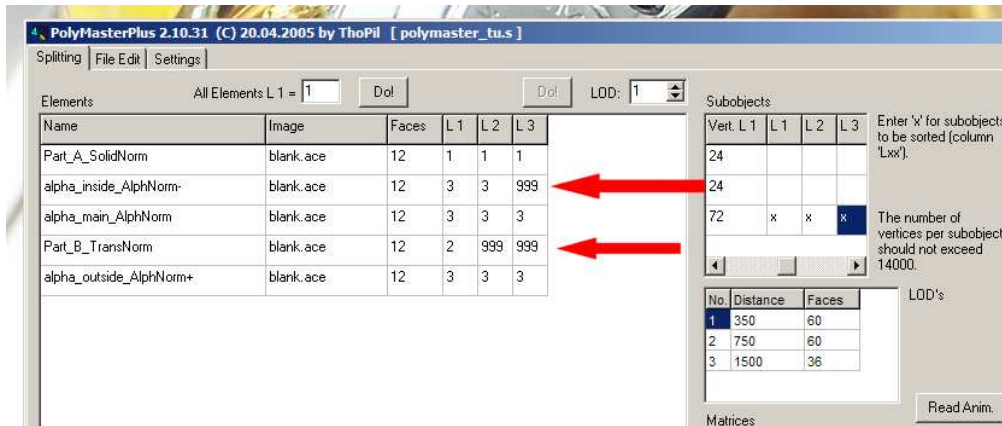 PolyMasterPlus 2.10.31 (C) 20.04.2005 by ThoPil [ polymaster_tu.s ]
Splitting File Edit Settings
All Elements L 1 = 1 Do! Do! LOD: 1
Elements
Name Image Faces L 1 L 2 L 3
Part_A_SolidNorm blank.ace 12 1 1 1
alpha_inside_AlphNorm- blank.ace 12 3 3 999
alpha_main_AlphNorm blank.ace 12 3 3 3
Part_B_TransNorm blank.ace 12 2 999 999
alpha_outside_AlphNorm+ blank.ace 12 3 3 3
Subobjects
Vert. L 1 L 1 L 2 L 3
24
24
72 x x x
Enter 'x' for subobjects
to be sorted (column
'Lxx').
The number of
vertices per subobject
should not exceed
14000.
LOD's
No. Distance Faces
1 350 60
2 750 60
3 1500 36
Read Anim.
Matrices